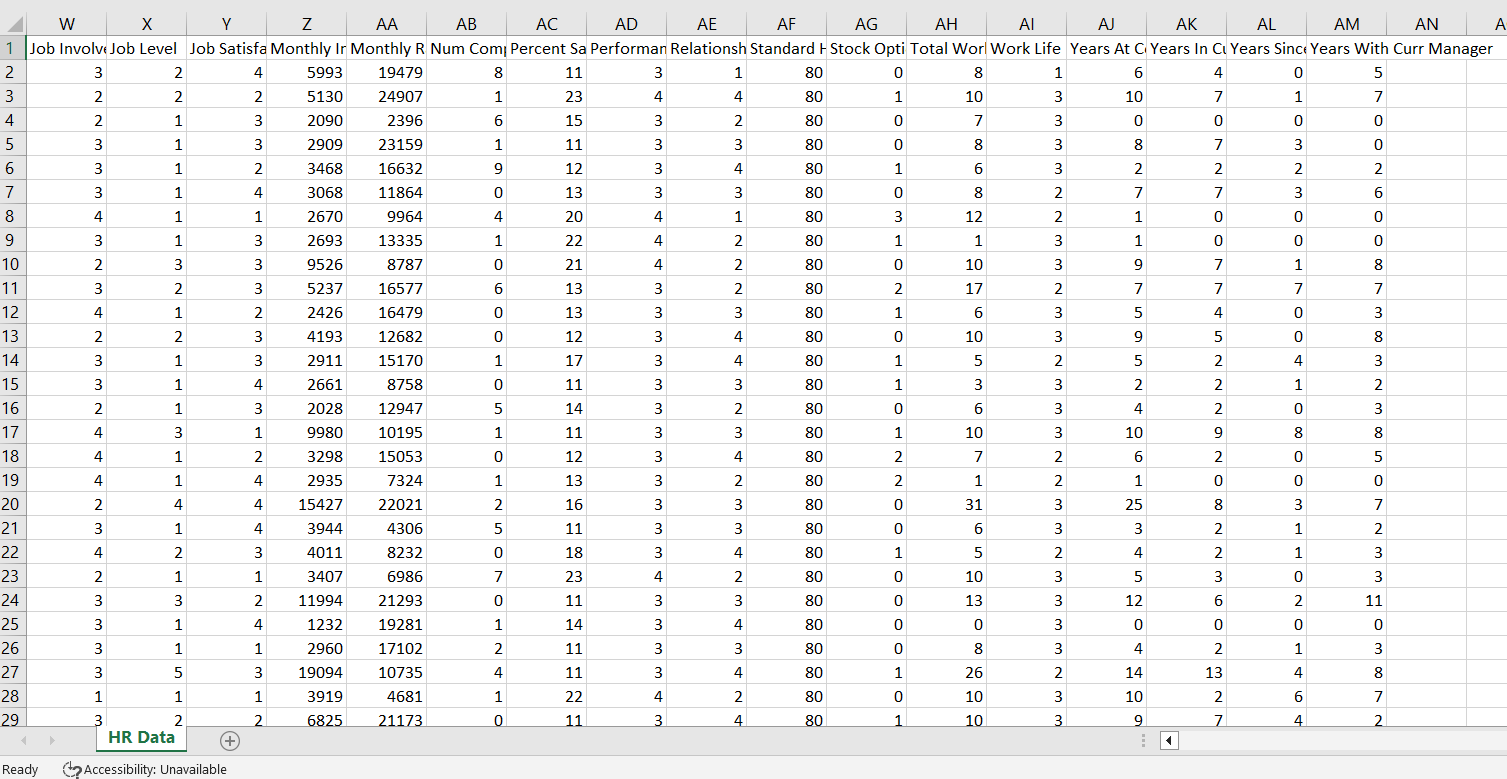 W X Y Z AA AB AC AD AE AF AG AH AI AJ AK AL AM AN A
1 Job Involve Job Level Job Satisfa Monthly In Monthly R Num Comp Percent Sa Performan Relationsh Standard H Stock Opti Total Worl Work Life Years At Co Years In Cu Years Since Years With Curr Manager
2 3 2 4 5993 19479 8 11 3 1 80 0 8 1 6 4 0 5
3 2 2 2 5130 24907 1 23 4 4 80 1 10 3 10 7 1 7
4 2 1 3 2090 2396 6 15 3 2 80 0 7 3 0 0 0 0
5 3 1 3 2909 23159 1 11 3 3 80 0 8 3 8 7 3 0
6 3 1 2 3468 16632 9 12 3 4 80 1 6 3 2 2 2 2
7 3 1 4 3068 11864 0 13 3 3 80 0 8 2 7 7 3 6
8 4 1 1 2670 9964 4 20 4 1 80 3 12 2 1 0 0 0
9 3 1 3 2693 13335 1 22 4 2 80 1 1 3 1 0 0 0
10 2 3 3 9526 8787 0 21 4 2 80 0 10 3 9 7 1 8
11 3 2 3 5237 16577 6 13 3 2 80 2 17 2 7 7 7 7
12 4 1 2 2426 16479 0 13 3 3 80 1 6 3 5 4 0 3
13 2 2 3 4193 12682 0 12 3 4 80 0 10 3 9 5 0 8
14 3 1 3 2911 15170 1 17 3 4 80 1 5 2 5 2 4 3
15 3 1 4 2661 8758 0 11 3 3 80 1 3 3 2 2 1 2
16 2 1 3 2028 12947 5 14 3 2 80 0 6 3 4 2 0 3
17 4 3 1 9980 10195 1 11 3 3 80 1 10 3 10 9 8 8
18 4 1 2 3298 15053 0 12 3 4 80 2 7 2 6 2 0 5
19 4 1 4 2935 7324 1 13 3 2 80 2 1 2 1 0 0 0
20 2 4 4 15427 22021 2 16 3 3 80 0 31 3 25 8 3 7
21 3 1 4 3944 4306 5 11 3 3 80 0 6 3 3 2 1 2
22 4 2 3 4011 8232 0 18 3 4 80 1 5 2 4 2 1 3
23 2 1 1 3407 6986 7 23 4 2 80 0 10 3 5 3 0 3
24 3 3 2 11994 21293 0 11 3 3 80 0 13 3 12 6 2 11
25 3 1 4 1232 19281 1 14 3 4 80 0 0 3 0 0 0 0
26 3 1 1 2960 17102 2 11 3 3 80 0 8 3 4 2 1 3
27 3 5 3 19094 10735 4 11 3 4 80 1 26 2 14 13 4 8
28 1 1 1 3919 4681 1 22 4 2 80 0 10 3 10 2 6 7
29 3 2 2 6825 21173 0 11 3 4 80 1 10 3 9 7 4 2
HR Data
Ready Accessibility: Unavailable